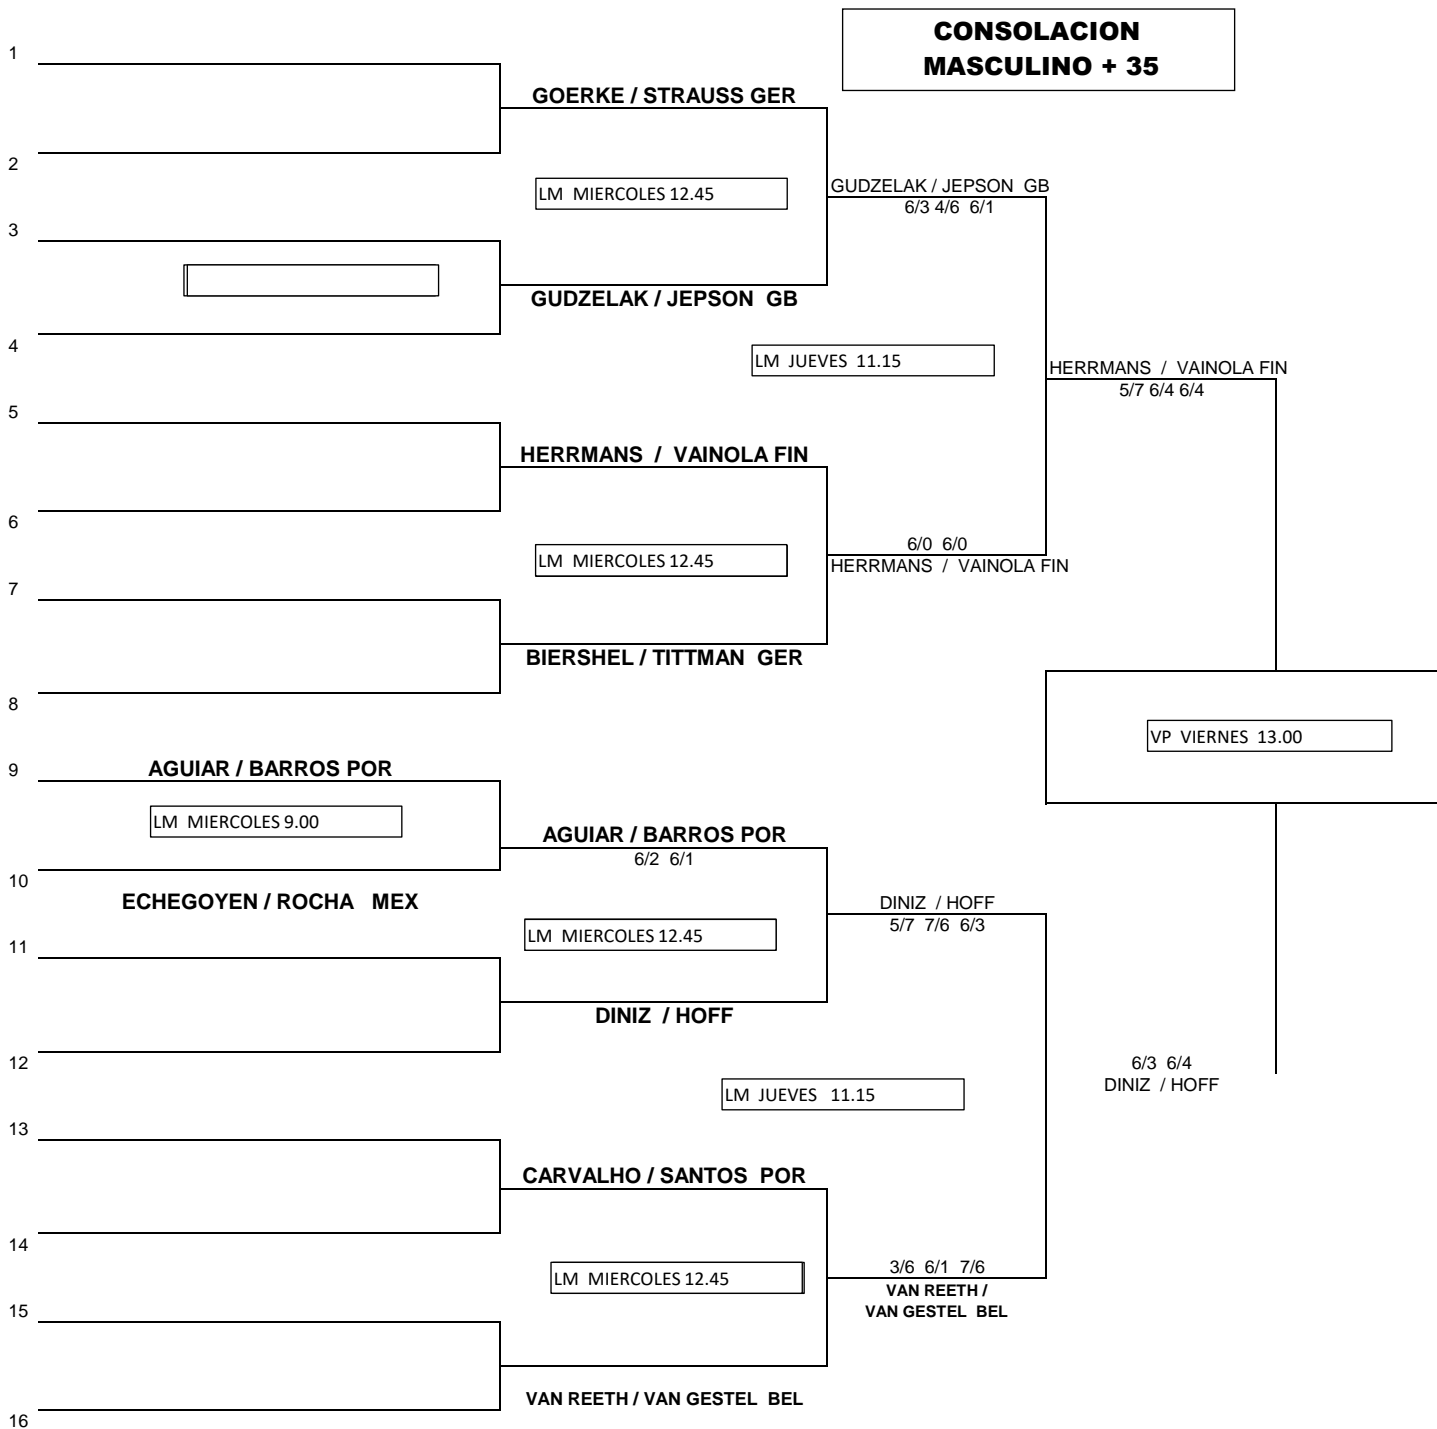 CONSOLACION
MASCULINO + 35
1
GOERKE / STRAUSS GER
2
LM MIERCOLES 12.45
GUDZELAK / JEPSON GB
6/3 4/6 6/1
3
GUDZELAK / JEPSON GB
4
LM JUEVES 11.15
HERRMANS / VAINOLA FIN
5/7 6/4 6/4
5
HERRMANS / VAINOLA FIN
6
LM MIERCOLES 12.45
6/0 6/0
HERRMANS / VAINOLA FIN
7
BIERSHEL / TITTMAN GER
8
VP VIERNES 13.00
9
AGUIAR / BARROS POR
LM MIERCOLES 9.00
AGUIAR / BARROS POR
6/2 6/1
10
ECHEGOYEN / ROCHA MEX
DINIZ / HOFF
5/7 7/6 6/3
LM MIERCOLES 12.45
11
DINIZ / HOFF
12
6/3 6/4
DINIZ / HOFF
LM JUEVES 11.15
13
CARVALHO / SANTOS POR
14
LM MIERCOLES 12.45
3/6 6/1 7/6
VAN REETH /
VAN GESTEL BEL
15
VAN REETH / VAN GESTEL BEL
16